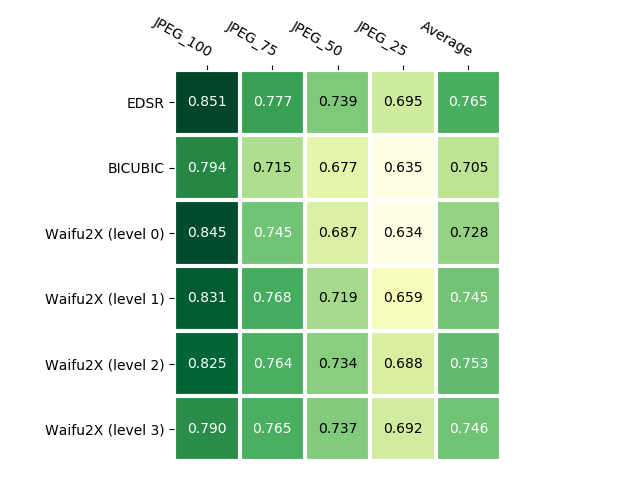 JPEG_100 JPEG_75 JPEG_50 JPEG_25 Average
EDSR 0.851 0.777 0.739 0.695 0.765
BICUBIC 0.794 0.715 0.677 0.635 0.705
Waifu2X (level 0) 0.845 0.745 0.687 0.634 0.728
Waifu2X (level 1) 0.831 0.768 0.719 0.659 0.745
Waifu2X (level 2) 0.825 0.764 0.734 0.688 0.753
Waifu2X (level 3) 0.790 0.765 0.737 0.692 0.746